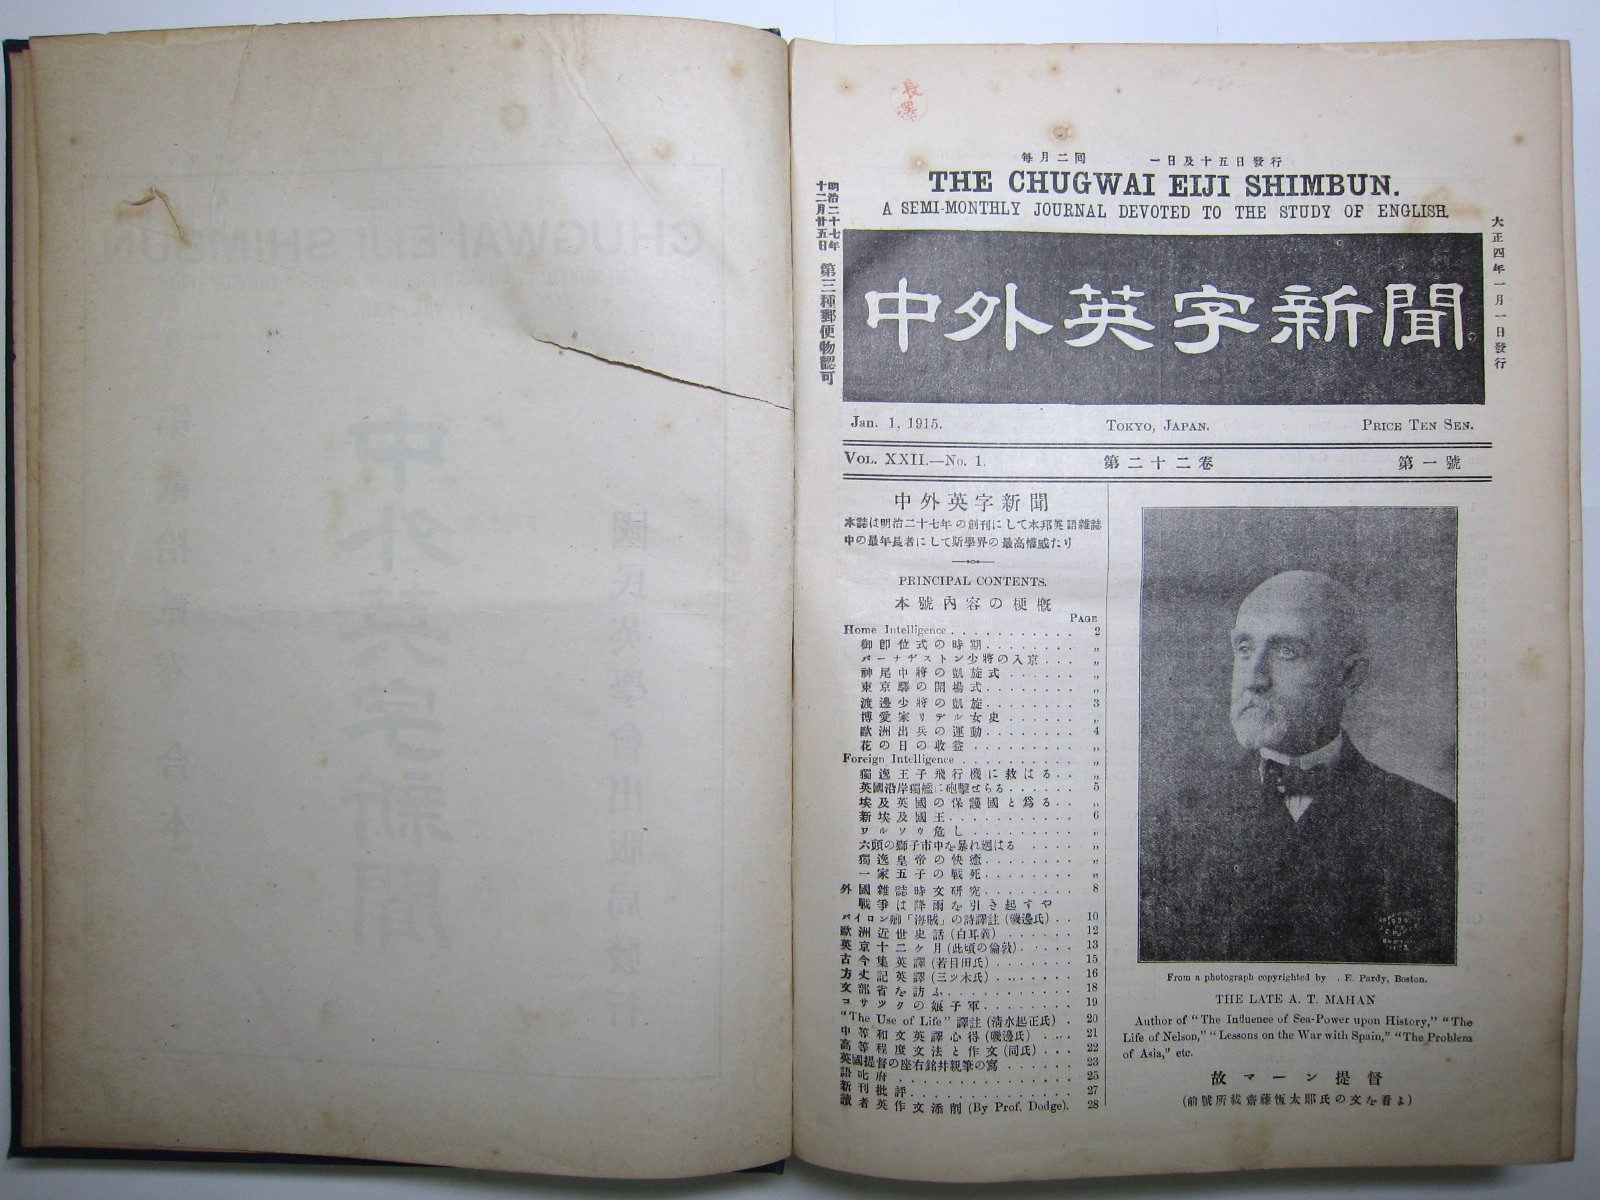 長澤
毎月二囘 一日及十五日發行
THE CHUGWAI EIJI SHIMBUN.
A SEMI-MONTHLY JOURNAL DEVOTED TO THE STUDY OF ENGLISH.
明治二十七年十二月廿五日 第三種郵便物認可
中外英字新聞
大正四年一月一日發行
Jan. 1, 1915. TOKYO, JAPAN. PRICE TEN SEN.
VOL. XXII.—No. 1. 第二十二卷 第一號
中外英字新聞
本誌は明治二十七年の創刊にして本邦英語雜誌
中の最年長者にして斯學界の最高權威たり
PRINCIPAL CONTENTS.
本號內容の梗槪
PAGE
Home Intelligence . . . . . . . . . . . 2
御卽位式の時期 . . . . . . . . „
バーナヂストン少將の入京 . . . „
神尾中將の凱旋式 . . . . . . „
東京驛の開場式 . . . . . . . „
渡邊少將の凱旋 . . . . . . . 3
博愛家リデル女史 . . . . . . „
歐洲出兵の運動 . . . . . . . 4
花の日の收益 . . . . . . . . „
Foreign Intelligence . . . . . . . . . . „
獨逸王子飛行機に救はる . . „
英國沿岸獨艦に砲擊せらる . . . . . . 5
埃及英國の保護國と爲る . . „
新埃及國王 . . . . . . . . . 6
ワルソウ危し . . . . . . . . „
六頭の獅子市中を暴れ廻はる . . . . „
獨逸皇帝の快癒 . . . . . . . „
一家五子の戰死 . . . . . . . „
外國雜誌時文研究 . . . . . . . . 8
戰爭は降雨を引き起すや
バイロン卿「海賊」の詩譯註 (磯邊氏) . . 10
歐洲近世史話 (白耳義) . . . . . . 12
英京十二ケ月 (此頃の倫敦) . . . . . 13
古今集英譯 (若目田氏) . . . . . . . 15
方丈記英譯 (三ツ木氏) . . . . . . . 16
文部省を訪ふ . . . . . . . . . . . 18
コサツクの娘子軍 . . . . . . . . 19
"The Use of Life" 譯註 (清水起正氏) . 20
中等和文英譯心得 (磯邊氏) . . . . 21
高等程度文法と作文 (同氏) . . . 22
英國提督の座右銘幷親筆の寫 . . . . . . . 23
語叱府 . . . . . . . . . . . . . . 25
新刊批評 . . . . . . . . . . . . . 27
讀者英作文添削 (By Prof. Dodge). 28
From a photograph copyrighted by . E. Pardy, Boston.
THE LATE A. T. MAHAN
Author of "The Influence of Sea-Power upon History," "The
Life of Nelson," "Lessons on the War with Spain," "The Problem
of Asia," etc.
故マーン提督
(前號所載齋藤恆太郎氏の文を看よ)